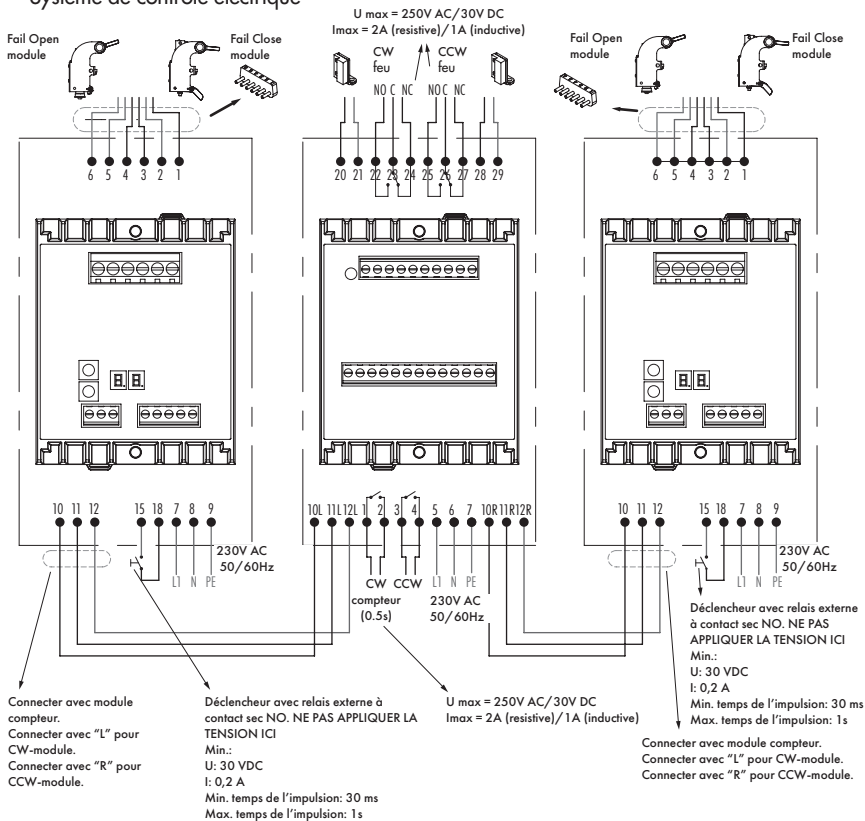 Système de contrôle électrique
Fail Open
module
Fail Close
module
U max = 250V AC/30V DC
Imax = 2A (resistive)/1A (inductive)
CW
feu
CCW
feu
NO C NC
NO C NC
Fail Open
module
Fail Close
module
6 5 4 3 2 1
20 21 22 23 24 25 26 27 28 29
6 5 4 3 2 1
8. 8.
8. 8.
10 11 12 15 18 7 8 9
10L 11L 12L 1 2 3 4 5 6 7 10R 11R 12R
10 11 12 15 18 7 8 9
L1 N PE
230V AC
50/60Hz
CW CCW
compteur
(0.5s)
L1 N PE
230V AC
50/60Hz
L1 N PE
230V AC
50/60Hz
Connecter avec module
compteur.
Connecter avec "L" pour
CW-module.
Connecter avec "R" pour
CCW-module.
Déclencheur avec relais externe à
contact sec NO. NE PAS APPLIQUER LA
TENSION ICI
Min.:
U: 30 VDC
I: 0,2 A
Min. temps de l'impulsion: 30 ms
Max. temps de l'impulsion: 1s
U max = 250V AC/30V DC
Imax = 2A (resistive)/1A (inductive)
Déclencheur avec relais externe
à contact sec NO. NE PAS
APPLIQUER LA TENSION ICI
Min.:
U: 30 VDC
I: 0,2 A
Min. temps de l'impulsion: 30 ms
Max. temps de l'impulsion: 1s
Connecter avec module compteur.
Connecter avec "L" pour CW-module.
Connecter avec "R" pour CCW-module.